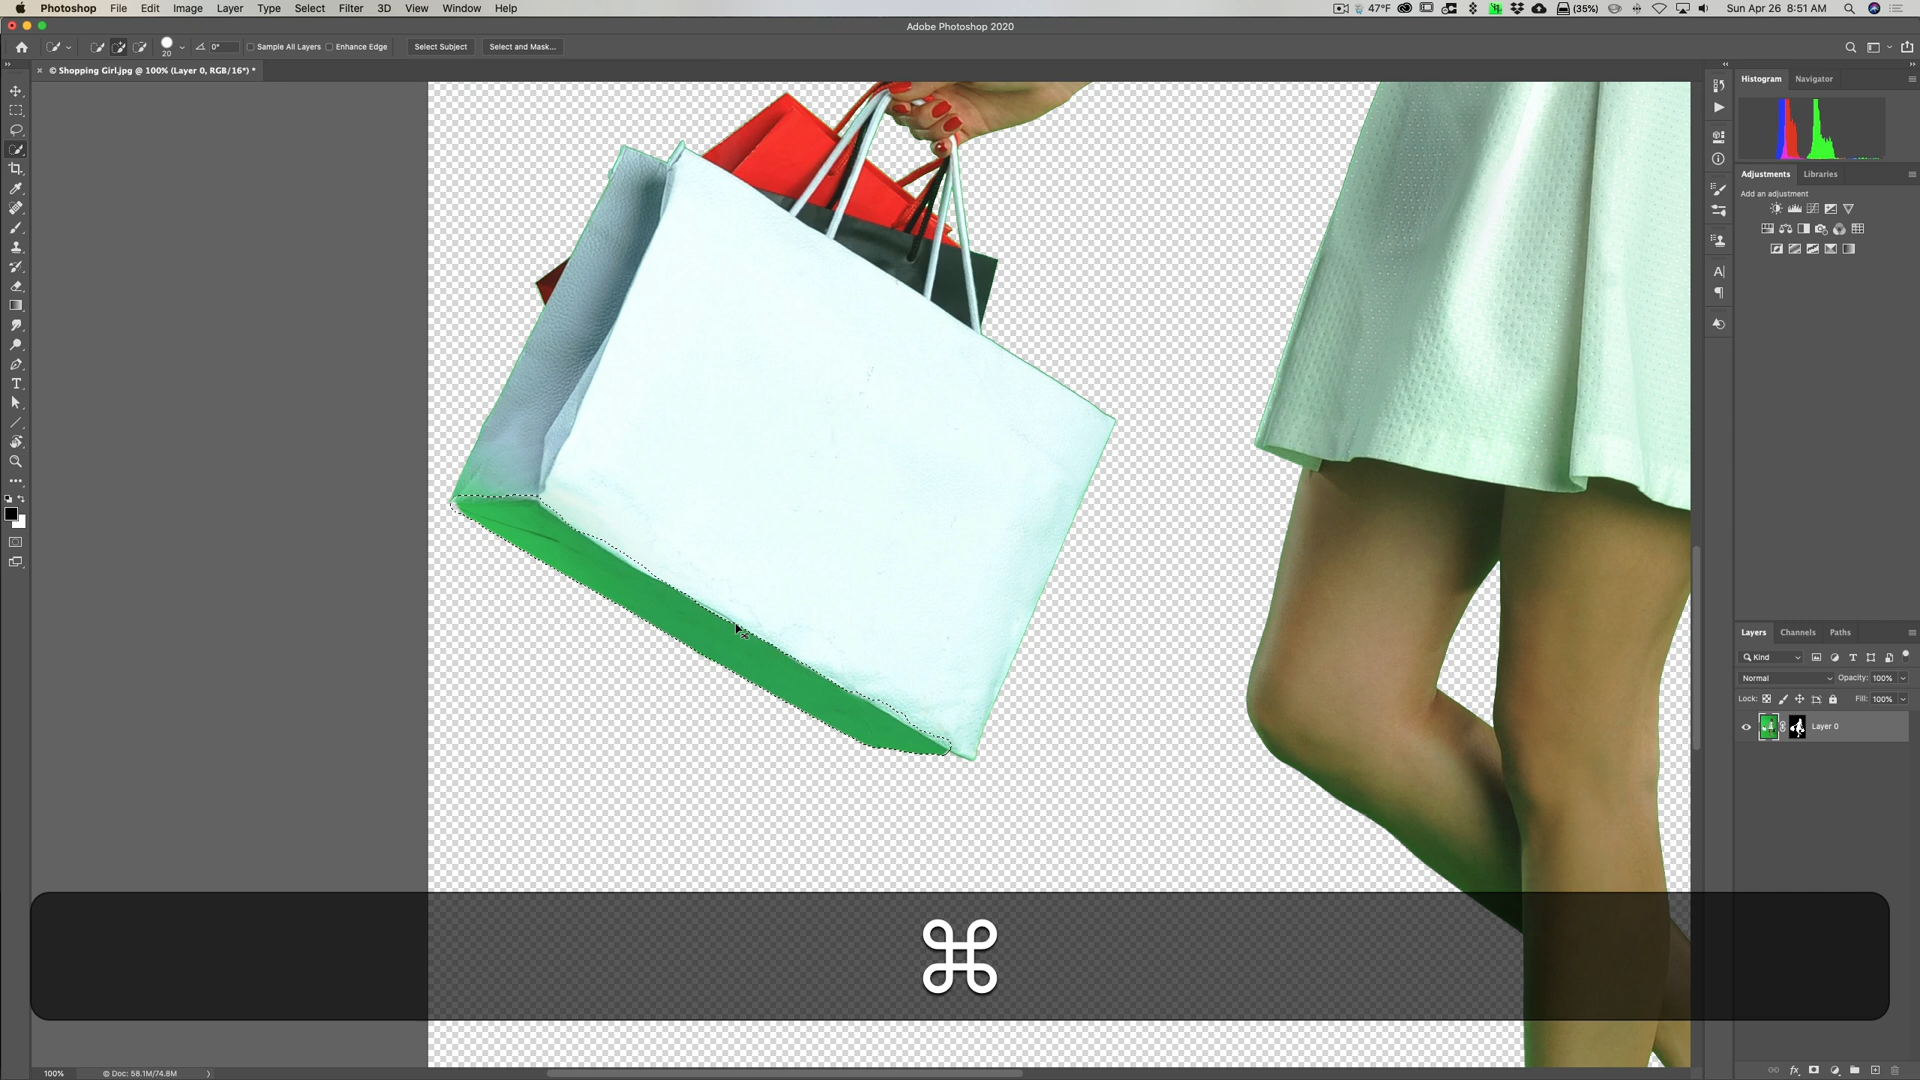 Photoshop File Edit Image Layer Type Select Filter 3D View Window Help 47°F (35%) Sun Apr 26 8:51 AM
Adobe Photoshop 2020
20 0° Sample All Layers Enhance Edge Select Subject Select and Mask...
× © Shopping Girl.jpg @ 100% (Layer 0, RGB/16*) *
Histogram Navigator
Adjustments Libraries
Add an adjustment
Layers Channels Paths
Kind
Normal Opacity: 100%
Lock: Fill: 100%
Layer 0
⌘
100% © Doc: 58.1M/74.8M